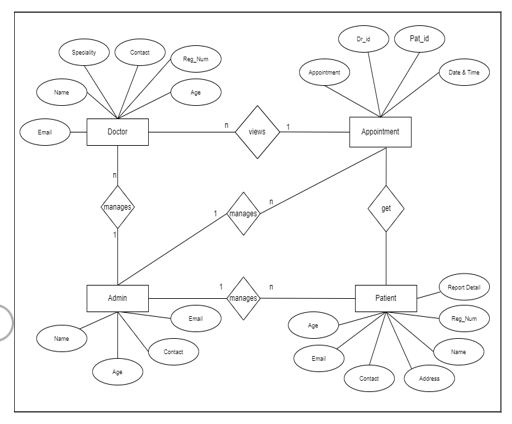 Dr_id
Pat_id
Speciality
Contact
Reg_Num
Appointment
Date & Time
Name
Age
Email
Doctor
n
views
1
Appointment
n
manages
1
1
manages
n
get
Admin
1
manages
n
Patient
Report Detail
Email
Reg_Num
Name
Contact
Age
Age
Email
Name
Contact
Address